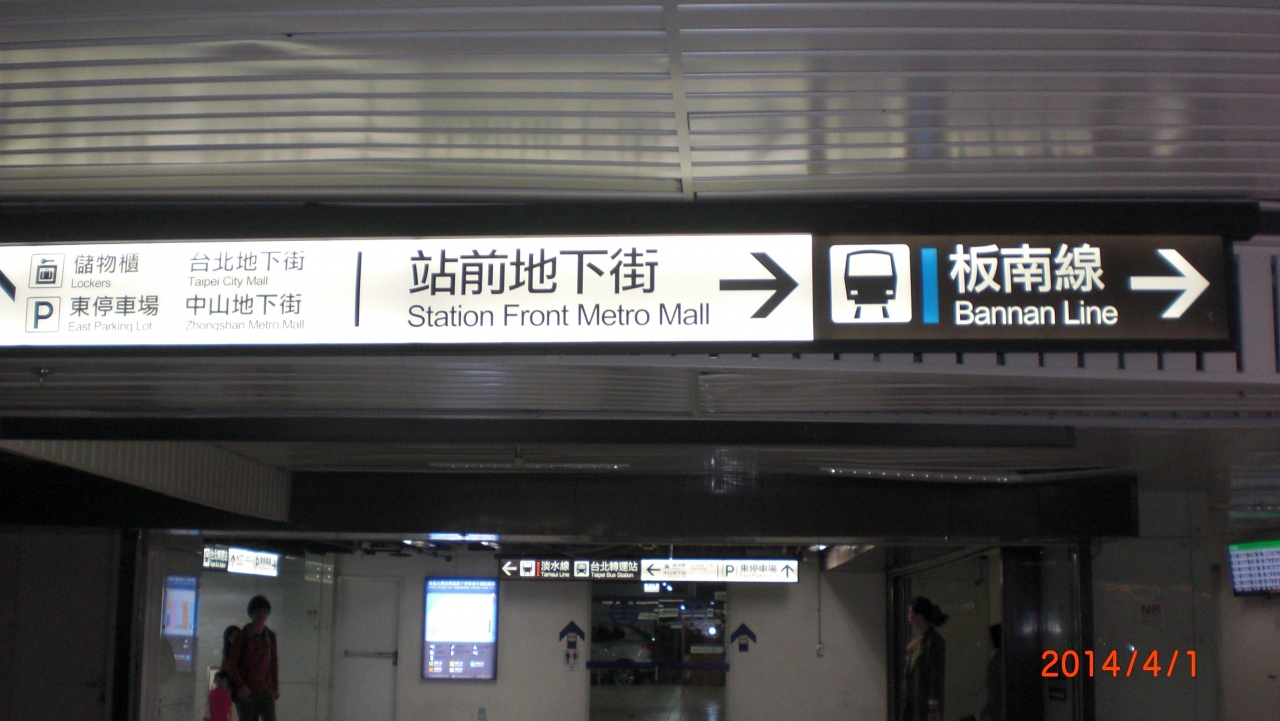 儲物櫃
Lockers
P
東停車場
East Parking Lot
台北地下街
Taipei City Mall
中山地下街
Zhongshan Metro Mall
站前地下街
Station Front Metro Mall
板南線
Bannan Line
淡水線
Tamsui Line
台北轉運站
Taipei Bus Station
P
東停車場
2014/4/1